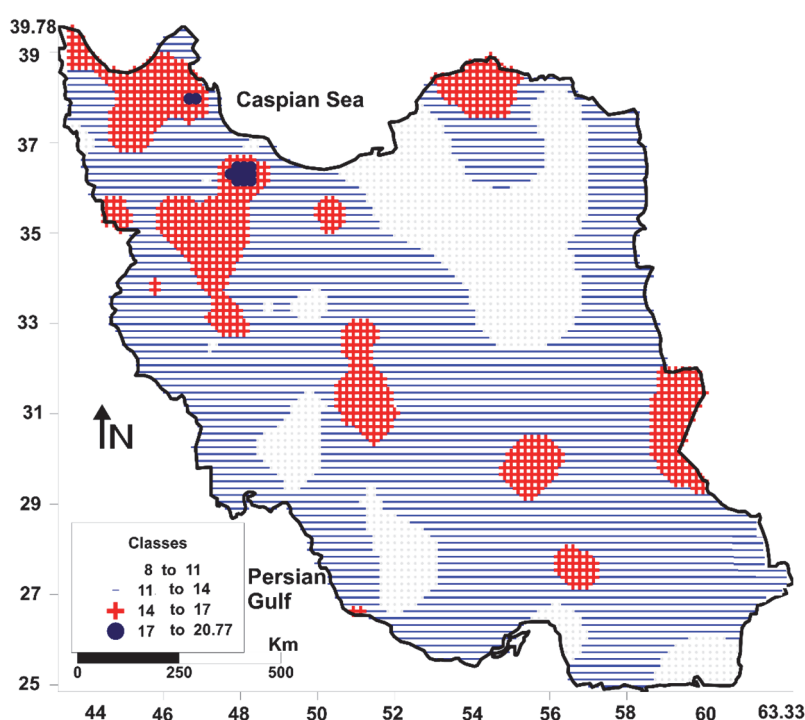 39.78
39
37
35
33
31
29
27
25
Caspian Sea
N
Classes
8 to 11
11 to 14
14 to 17
17 to 20.77
Persian
Gulf
Km
0 250 500
44 46 48 50 52 54 56 58 60 63.33